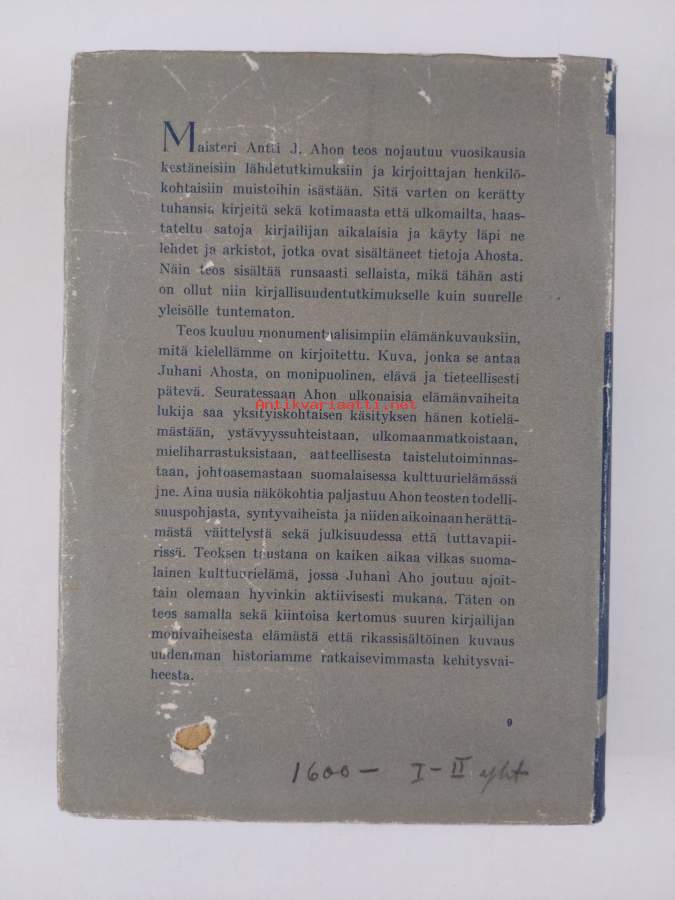 Maisteri Antti J. Ahon teos nojautuu vuosikausia
kestäneisiin lähdetutkimuksiin ja kirjoittajan henkilö-
kohtaisiin muistoihin isästään. Sitä varten on kerätty
tuhansia kirjeitä sekä kotimaasta että ulkomailta, haas-
tateltu satoja kirjailijan aikalaisia ja käyty läpi ne
lehdet ja arkistot, jotka ovat sisältäneet tietoja Ahosta.
Näin teos sisältää runsaasti sellaista, mikä tähän asti
on ollut niin kirjallisuudentutkimukselle kuin suurelle
yleisölle tuntematon.
Teos kuuluu monumentaalisimpiin elämänkuvauksiin,
mitä kielellämme on kirjoitettu. Kuva, jonka se antaa
Juhani Ahosta, on monipuolinen, elävä ja tieteellisesti
pätevä. Seuratessaan Ahon ulkonaisia elämänvaiheita
Antikvariaatti.net
lukija saa yksityiskohtaisen käsityksen hänen kotielä-
mästään, ystävyyssuhteistaan, ulkomaanmatkoistaan,
mieliharrastuksistaan, aatteellisesta taistelutoiminnas-
taan, johtoasemastaan suomalaisessa kulttuurielämässä
jne. Aina uusia näkökohtia paljastuu Ahon teosten todelli-
suuspohjasta, syntyvaiheista ja niiden aikoinaan herättä-
mästä väittelystä sekä julkisuudessa että tuttavapii-
rissä. Teoksen taustana on kaiken aikaa vilkas suoma-
lainen kulttuurielämä, jossa Juhani Aho joutuu ajoit-
tain olemaan hyvinkin aktiivisesti mukana. Täten on
teos samalla sekä kiintoisa kertomus suuren kirjailijan
monivaiheisesta elämästä että rikassisältöinen kuvaus
uudemman historiamme ratkaisevimmasta kehitysvai-
heesta.
9
1600— I–II yht